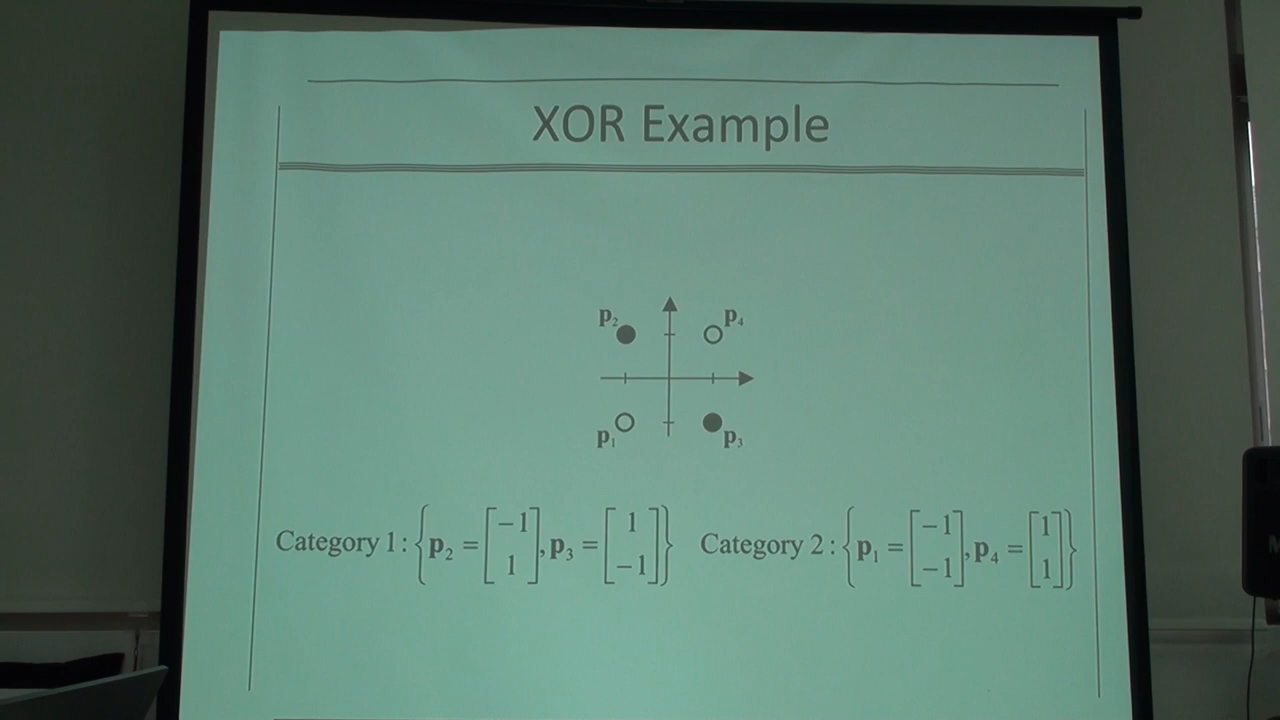 XOR Example
p₂ p₄
p₁ p₃
Category 1 : { p₂ = [ −1 1 ] , p₃ = [ 1 −1 ] } Category 2 : { p₁ = [ −1 −1 ] , p₄ = [ 1 1 ] }